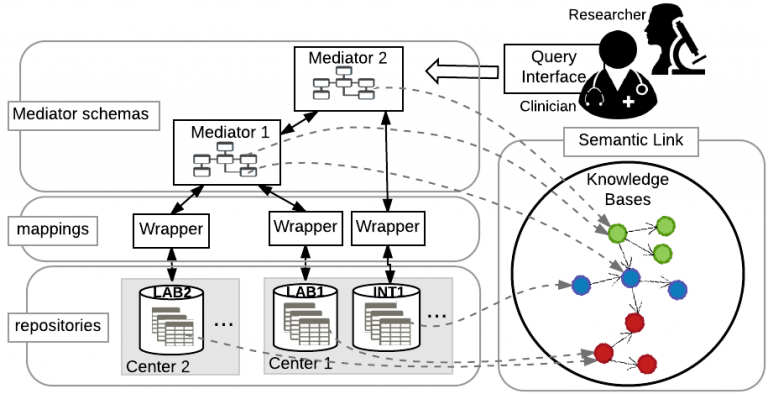 Researcher
Mediator 2
Query
Interface
Clinician
Mediator schemas
Mediator 1
Semantic Link
Knowledge
Bases
mappings
Wrapper
Wrapper
Wrapper
LAB2
LAB1
INT1
...
...
repositories
Center 2
Center 1